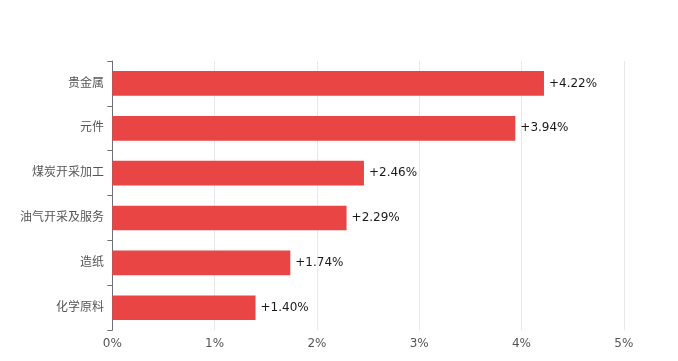 贵金属 +4.22%
元件 +3.94%
煤炭开采加工 +2.46%
油气开采及服务 +2.29%
造纸 +1.74%
化学原料 +1.40%
0% 1% 2% 3% 4% 5%